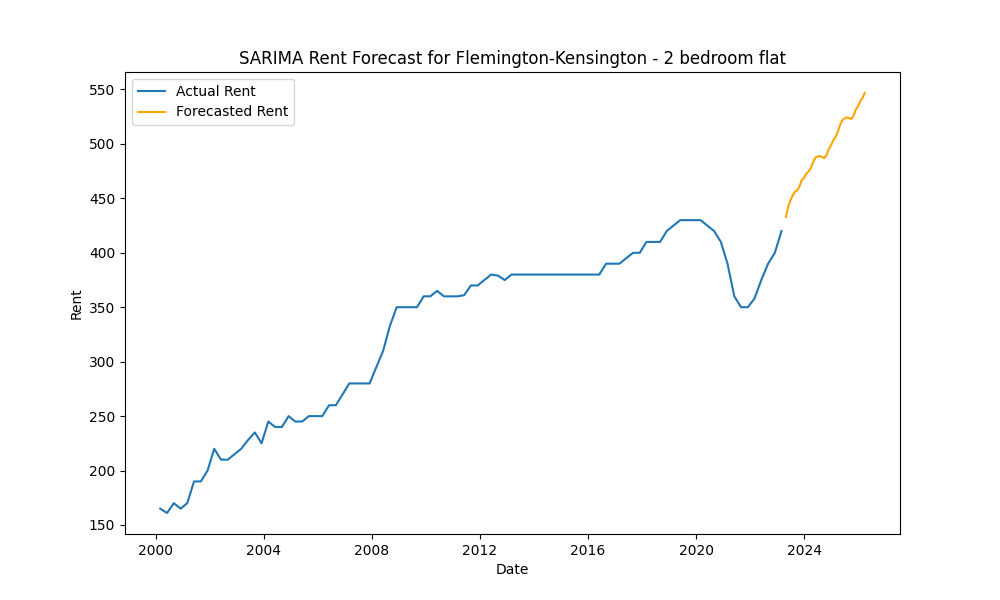 SARIMA Rent Forecast for Flemington-Kensington - 2 bedroom flat
Actual Rent
Forecasted Rent
550
500
450
400
350
300
250
200
150
Rent
2000 2004 2008 2012 2016 2020 2024
Date